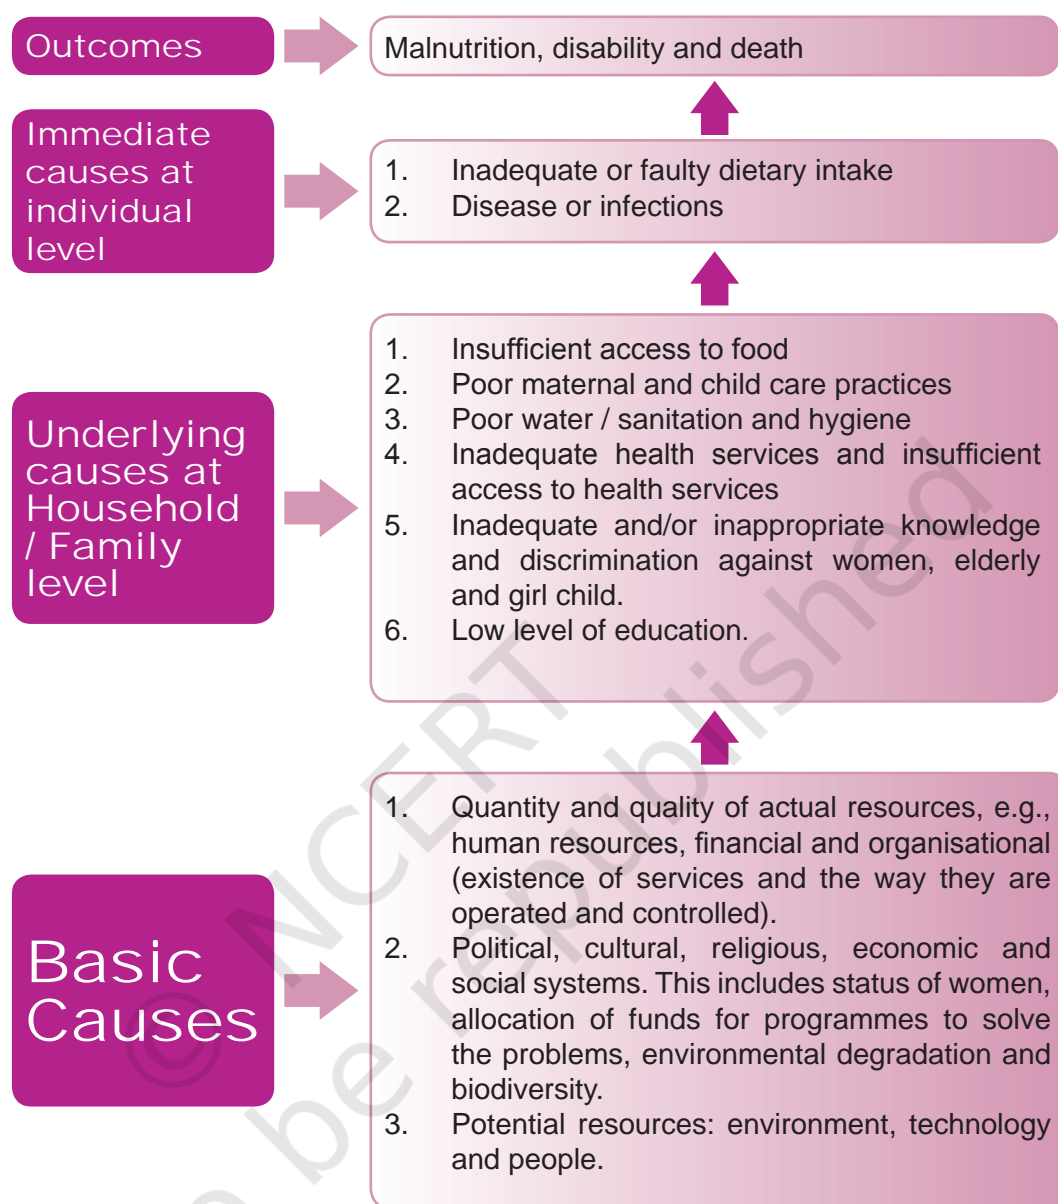 Outcomes
Malnutrition, disability and death
Immediate
causes at
individual
level
1. Inadequate or faulty dietary intake
2. Disease or infections
Underlying
causes at
Household
/ Family
level
1. Insufficient access to food
2. Poor maternal and child care practices
3. Poor water / sanitation and hygiene
4. Inadequate health services and insufficient
access to health services
5. Inadequate and/or inappropriate knowledge
and discrimination against women, elderly
and girl child.
6. Low level of education.
Basic
Causes
1. Quantity and quality of actual resources, e.g.,
human resources, financial and organisational
(existence of services and the way they are
operated and controlled).
2. Political, cultural, religious, economic and
social systems. This includes status of women,
allocation of funds for programmes to solve
the problems, environmental degradation and
biodiversity.
3. Potential resources: environment, technology
and people.
© NCERT
be republished